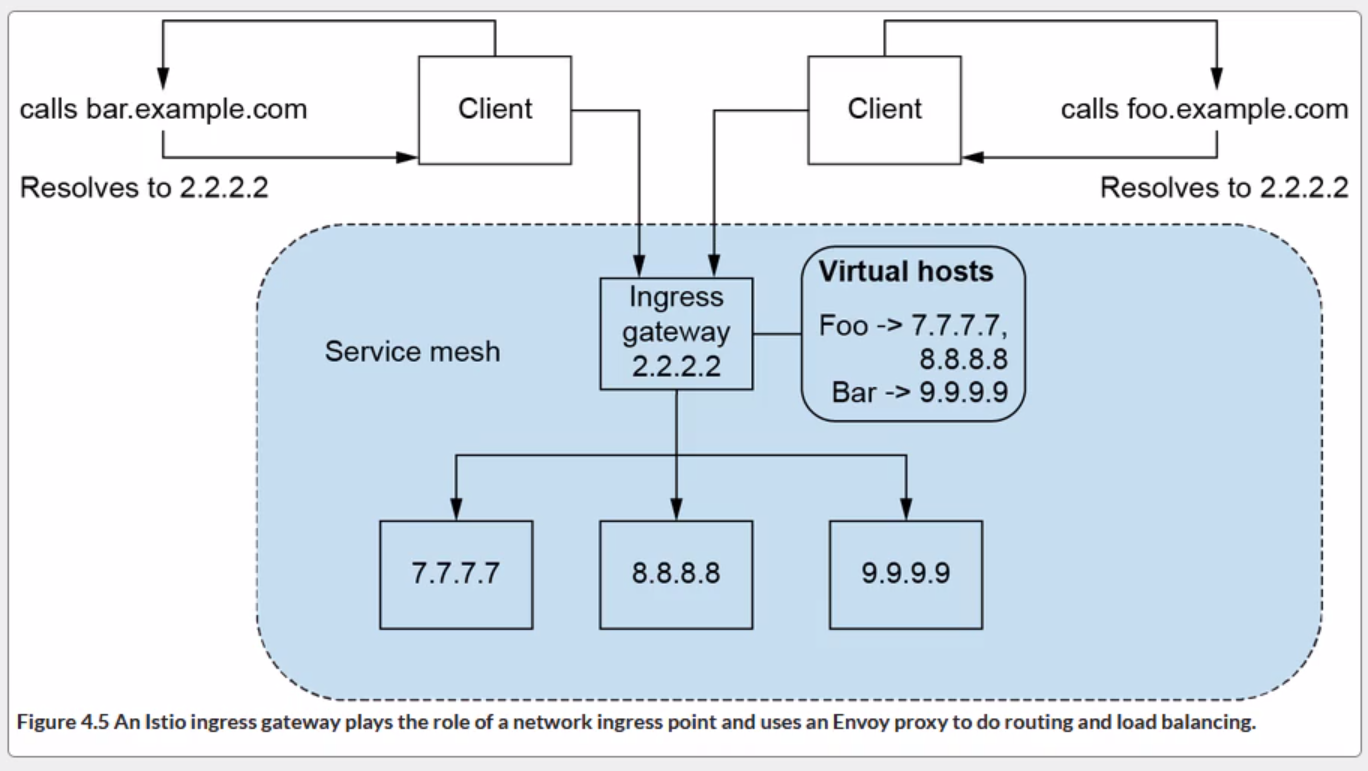 calls bar.example.com
Client
Client
calls foo.example.com
Resolves to 2.2.2.2
Resolves to 2.2.2.2
Service mesh
Ingress
gateway
2.2.2.2
Virtual hosts
Foo -> 7.7.7.7,
8.8.8.8
Bar -> 9.9.9.9
7.7.7.7
8.8.8.8
9.9.9.9
Figure 4.5 An Istio ingress gateway plays the role of a network ingress point and uses an Envoy proxy to do routing and load balancing.